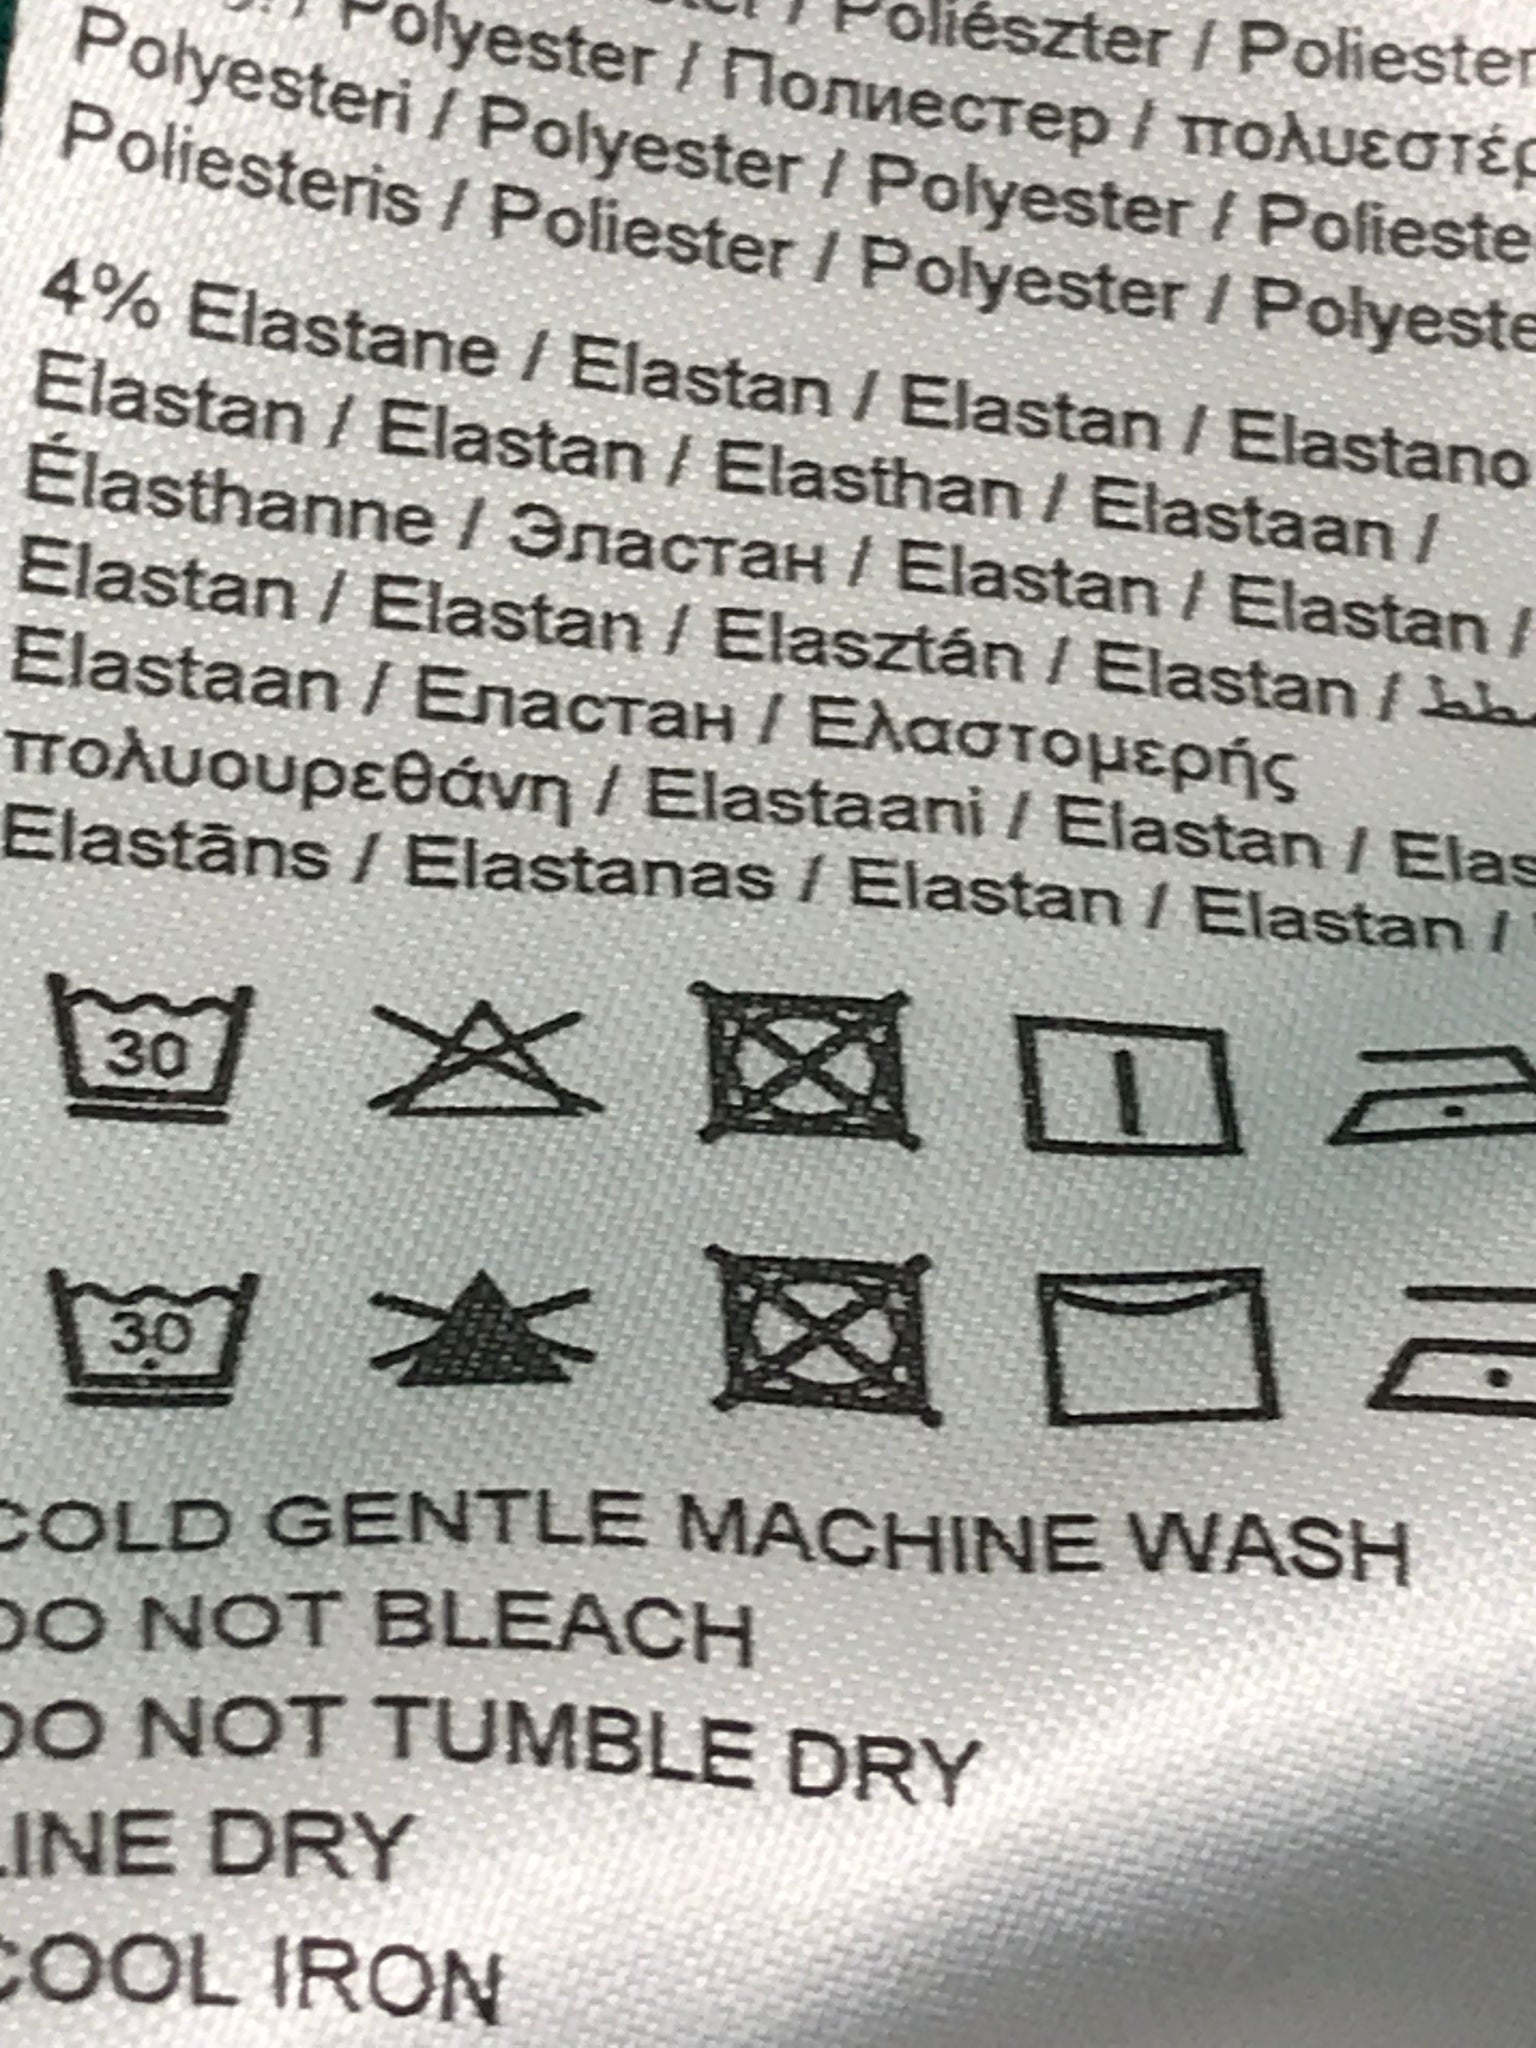 / Polyester / Poliészter / Poliester
Polyester / Полиестер /
Polyesteri / Polyester / Polyester /
Poliesteris / Poliester / Polyester /
4% Elastane / Elastan / Elastan / Elastano
Elastan / Elastan / Elasthan / Elastaan /
Élasthanne / Эластан / Elastan / Elastan /
Elastan / Elastan / Elasztán / Elastan /
Elastaan / Еластан / Ελαστομερής
πολυουρεθάνη / Elastaani / Elastan /
Elastāns / Elastanas / Elastan / Elastan /
30
30
COLD GENTLE MACHINE WASH
DO NOT BLEACH
DO NOT TUMBLE DRY
LINE DRY
COOL IRON